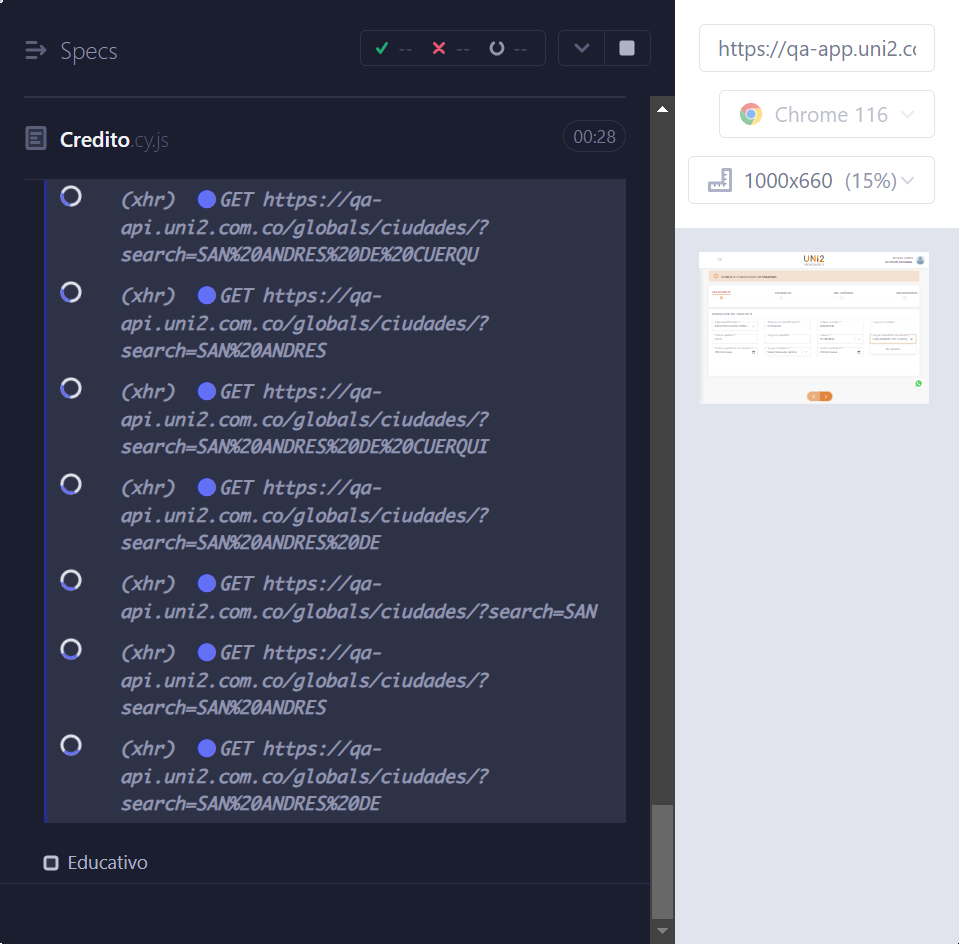 Specs
--
--
--
https://qa-app.uni2.cc
Chrome 116
Credito.cy.js
00:28
1000x660 (15%)
(xhr) GET https://qa-
api.uni2.com.co/globals/ciudades/?
search=SAN%20ANDRES%20DE%20CUERQU
(xhr) GET https://qa-
api.uni2.com.co/globals/ciudades/?
search=SAN%20ANDRES
(xhr) GET https://qa-
api.uni2.com.co/globals/ciudades/?
search=SAN%20ANDRES%20DE%20CUERQUI
(xhr) GET https://qa-
api.uni2.com.co/globals/ciudades/?
search=SAN%20ANDRES%20DE
(xhr) GET https://qa-
api.uni2.com.co/globals/ciudades/?search=SAN
(xhr) GET https://qa-
api.uni2.com.co/globals/ciudades/?
search=SAN%20ANDRES
(xhr) GET https://qa-
api.uni2.com.co/globals/ciudades/?
search=SAN%20ANDRES%20DE
Educativo
UNi2